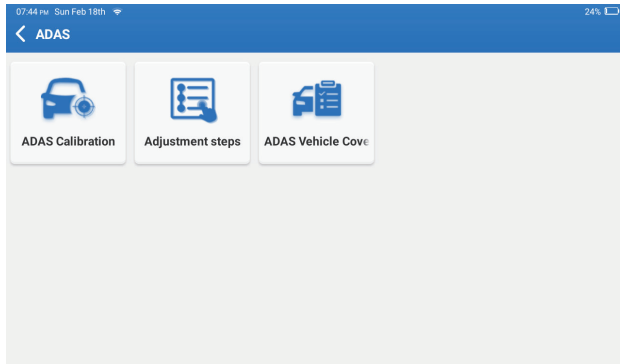 07:44 PM Sun Feb 18th
24%
ADAS
ADAS Calibration
Adjustment steps
ADAS Vehicle Cove